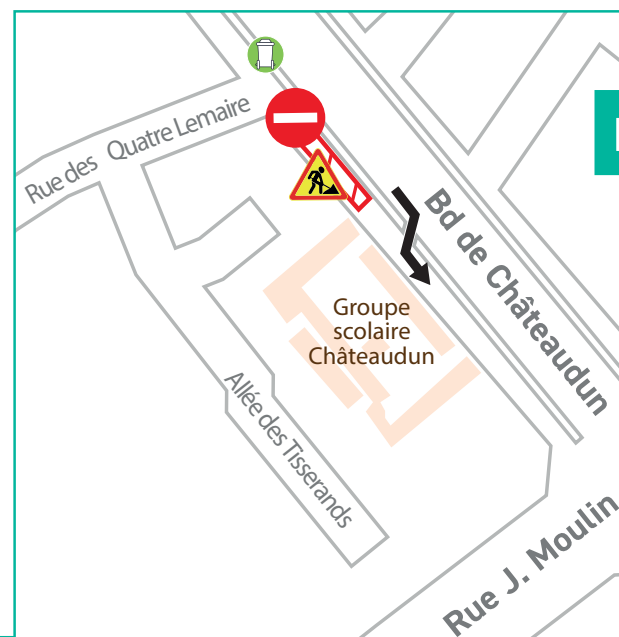 Rue des Quatre Lemaire
Bd de Châteaudun
Groupe
scolaire
Châteaudun
Allée des Tisserands
Rue J. Moulin